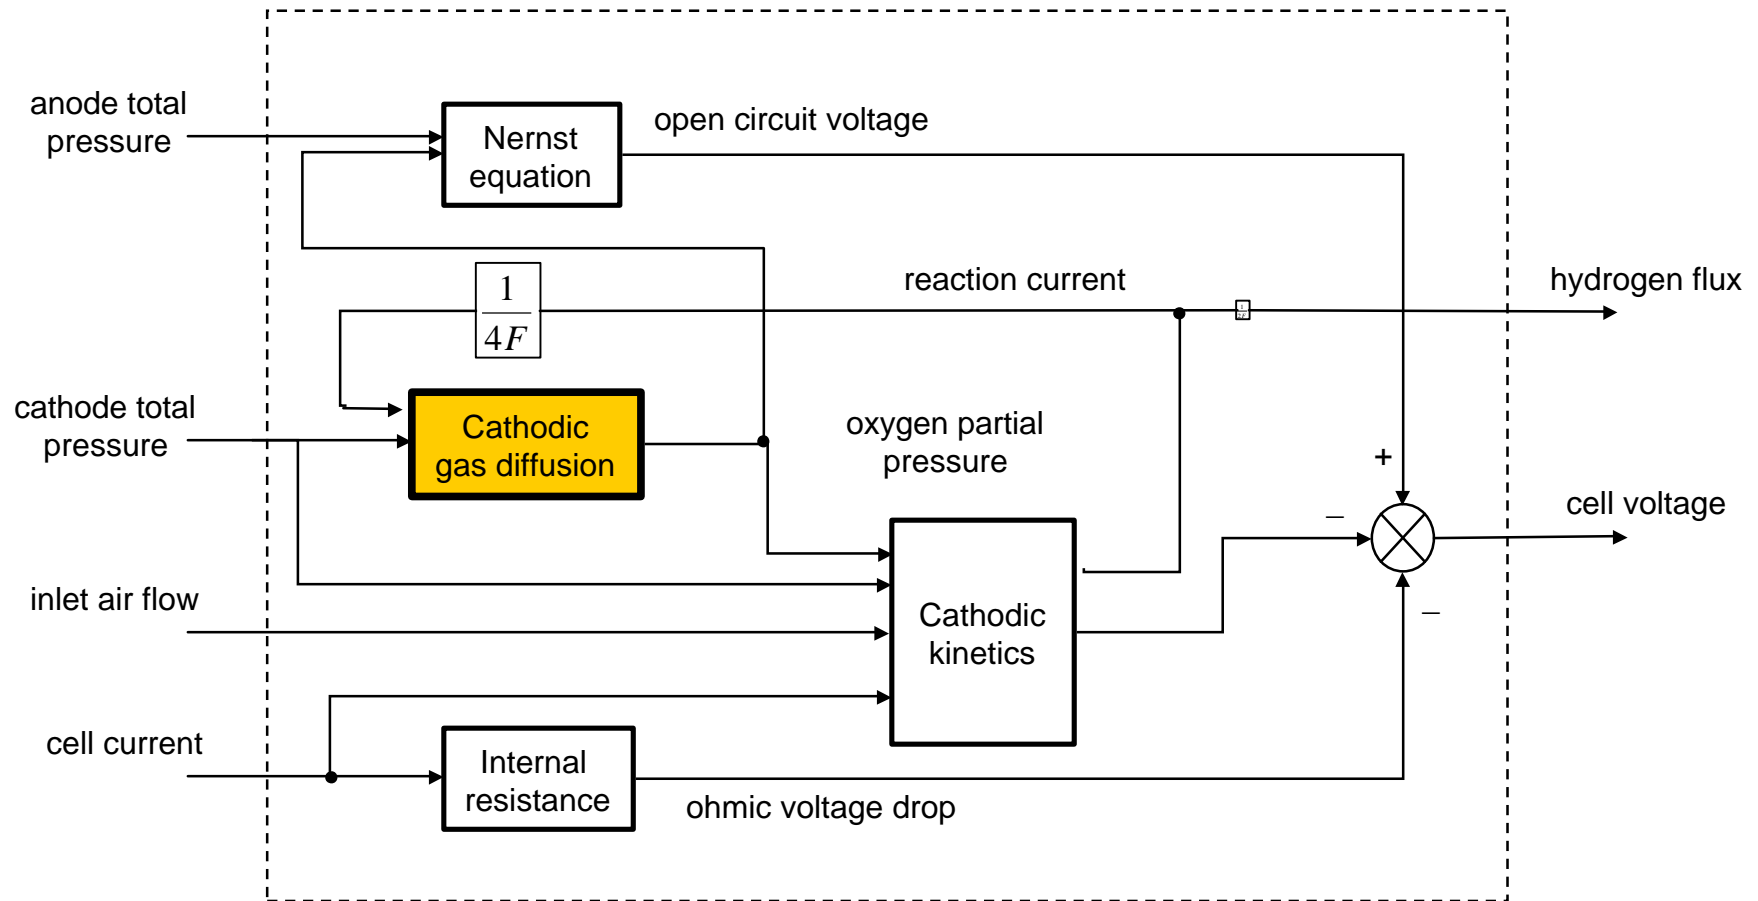 anode total
pressure
Nernst
equation
open circuit voltage
1
4F
reaction current
hydrogen flux
cathode total
pressure
Cathodic
gas diffusion
oxygen partial
pressure
+
−
cell voltage
inlet air flow
Cathodic
kinetics
−
cell current
Internal
resistance
ohmic voltage drop